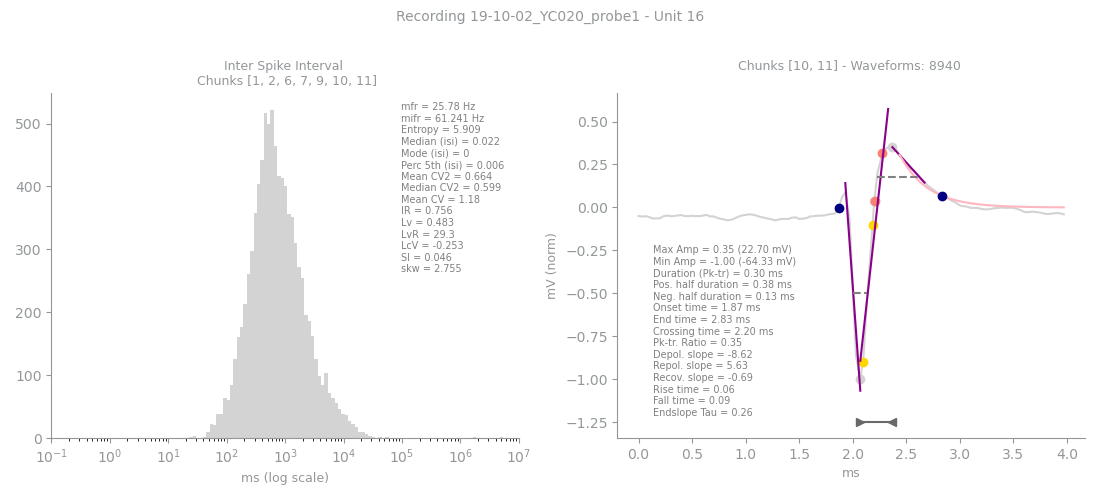 Recording 19-10-02_YC020_probe1 - Unit 16
Inter Spike Interval
Chunks [1, 2, 6, 7, 9, 10, 11]
mfr = 25.78 Hz
mifr = 61.241 Hz
Entropy = 5.909
Median (isi) = 0.022
Mode (isi) = 0
Perc 5th (isi) = 0.006
Mean CV2 = 0.664
Median CV2 = 0.599
Mean CV = 1.18
IR = 0.756
Lv = 0.483
LvR = 29.3
LcV = -0.253
SI = 0.046
skw = 2.755
500
400
300
200
100
0
10⁻¹ 10⁰ 10¹ 10² 10³ 10⁴ 10⁵ 10⁶ 10⁷
ms (log scale)
Chunks [10, 11] - Waveforms: 8940
mV (norm)
0.50
0.25
0.00
−0.25
−0.50
−0.75
−1.00
−1.25
Max Amp = 0.35 (22.70 mV)
Min Amp = -1.00 (-64.33 mV)
Duration (Pk-tr) = 0.30 ms
Pos. half duration = 0.38 ms
Neg. half duration = 0.13 ms
Onset time = 1.87 ms
End time = 2.83 ms
Crossing time = 2.20 ms
Pk-tr. Ratio = 0.35
Depol. slope = -8.62
Repol. slope = 5.63
Recov. slope = -0.69
Rise time = 0.06
Fall time = 0.09
Endslope Tau = 0.26
0.0 0.5 1.0 1.5 2.0 2.5 3.0 3.5 4.0
ms